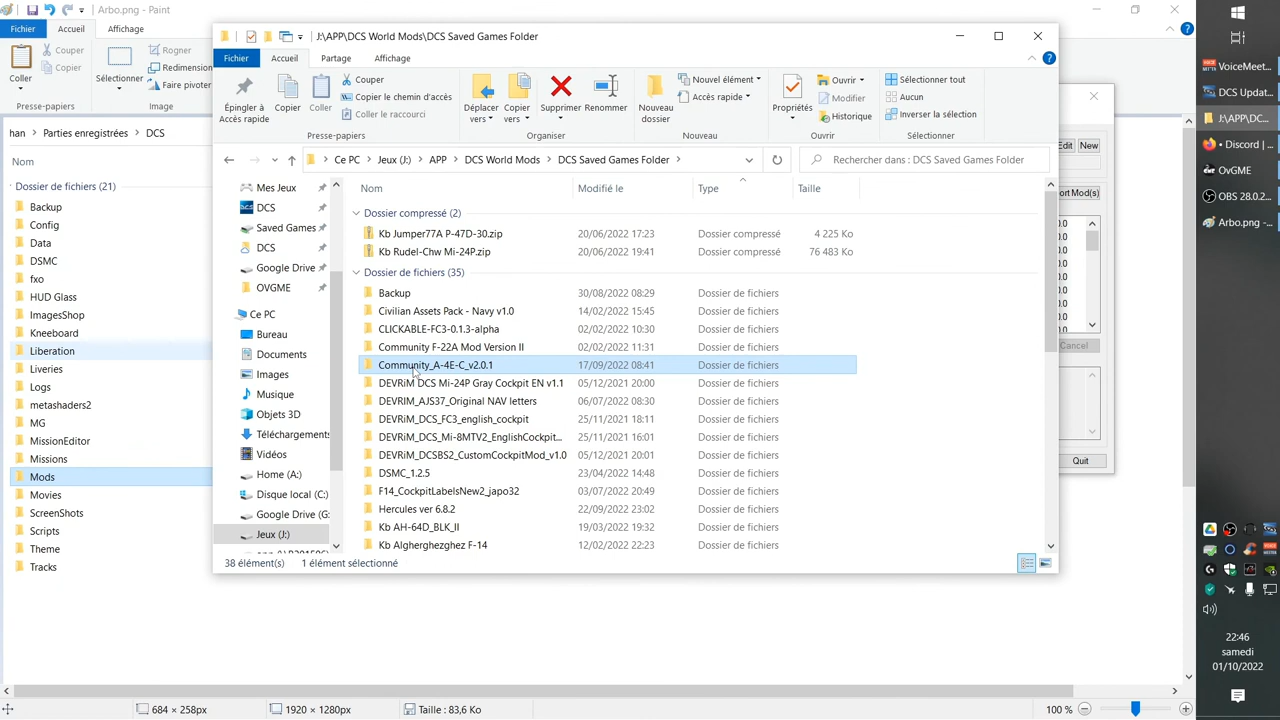 Arbo.png - Paint
Fichier
Accueil
Affichage
Coller
Couper
Copier
Presse-papiers
Sélectionner
Rogner
Redimension
Faire pivoter
Image
han
Parties enregistrées
DCS
Nom
Dossier de fichiers (21)
Backup
Config
Data
DSMC
fxo
HUD Glass
ImagesShop
Kneeboard
Liberation
Liveries
Logs
metashaders2
MG
MissionEditor
Missions
Mods
Movies
ScreenShots
Scripts
Theme
Tracks
684 × 258px
1920 × 1280px
Taille : 83,6 Ko
100 %
J:\APP\DCS World Mods\DCS Saved Games Folder
Fichier
Accueil
Partage
Affichage
Épingler à
Accès rapide
Copier
Coller
Couper
Copier le chemin d'accès
Coller le raccourci
Presse-papiers
Déplacer
vers
Copier
vers
Supprimer
Renommer
Organiser
Nouveau
dossier
Nouvel élément
Accès rapide
Nouveau
Propriétés
Ouvrir
Modifier
Historique
Ouvrir
Sélectionner tout
Aucun
Inverser la sélection
Sélectionner
Ce PC
Jeux (J:)
APP
DCS World Mods
DCS Saved Games Folder
Rechercher dans : DCS Saved Games Folder
Mes Jeux
DCS
Saved Games
DCS
Google Drive
OVGME
Ce PC
Bureau
Documents
Images
Musique
Objets 3D
Téléchargements
Vidéos
Home (A:)
Disque local (C:)
Google Drive (G:
Jeux (J:)
Nom Modifié le Type Taille
Dossier compressé (2)
Kb Jumper77A P-47D-30.zip 20/06/2022 17:23 Dossier compressé 4 225 Ko
Kb Rudel-Chw Mi-24P.zip 20/06/2022 19:41 Dossier compressé 76 483 Ko
Dossier de fichiers (35)
Backup 30/08/2022 08:29 Dossier de fichiers
Civilian Assets Pack - Navy v1.0 14/02/2022 15:45 Dossier de fichiers
CLICKABLE-FC3-0.1.3-alpha 02/02/2022 10:30 Dossier de fichiers
Community F-22A Mod Version II 02/02/2022 11:31 Dossier de fichiers
Community_A-4E-C_v2.0.1 17/09/2022 08:41 Dossier de fichiers
DEVRiM DCS Mi-24P Gray Cockpit EN v1.1 05/12/2021 20:00 Dossier de fichiers
DEVRIM_AJS37_Original NAV letters 06/07/2022 08:30 Dossier de fichiers
DEVRiM_DCS_FC3_english_cockpit 25/11/2021 18:11 Dossier de fichiers
DEVRiM_DCS_Mi-8MTV2_EnglishCockpit... 25/11/2021 16:01 Dossier de fichiers
DEVRiM_DCSBS2_CustomCockpitMod_v1.0 05/12/2021 20:01 Dossier de fichiers
DSMC_1.2.5 23/04/2022 14:48 Dossier de fichiers
F14_CockpitLabelsNew2_japo32 03/07/2022 20:49 Dossier de fichiers
Hercules ver 6.8.2 22/09/2022 23:02 Dossier de fichiers
Kb AH-64D_BLK_II 19/03/2022 19:32 Dossier de fichiers
Kb Algherghezghez F-14 12/02/2022 22:23 Dossier de fichiers
38 élément(s)
1 élément sélectionné
Edit
New
ort Mod(s)
Cancel
Quit
VoiceMeet...
DCS Updat...
J:\APP\DC...
• Discord | ...
OvGME
OBS 28.0.2...
Arbo.png -...
22:46
samedi
01/10/2022